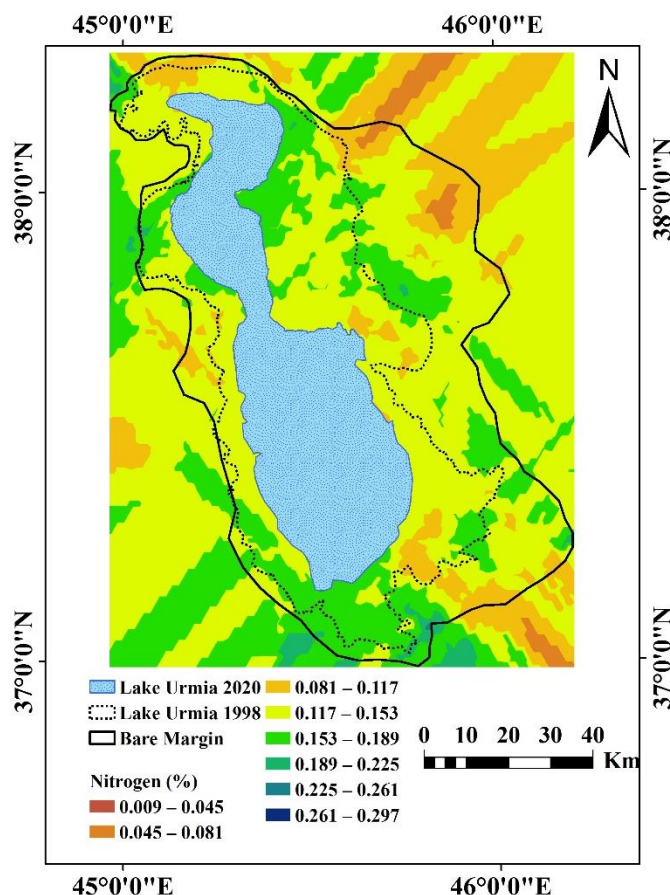 45°0'0"E 46°0'0"E
N
38°0'0"N 38°0'0"N
37°0'0"N 37°0'0"N
Lake Urmia 2020
Lake Urmia 1998
Bare Margin
Nitrogen (%)
0.009 – 0.045
0.045 – 0.081
0.081 – 0.117
0.117 – 0.153
0.153 – 0.189
0.189 – 0.225
0.225 – 0.261
0.261 – 0.297
0 10 20 30 40
Km
45°0'0"E 46°0'0"E